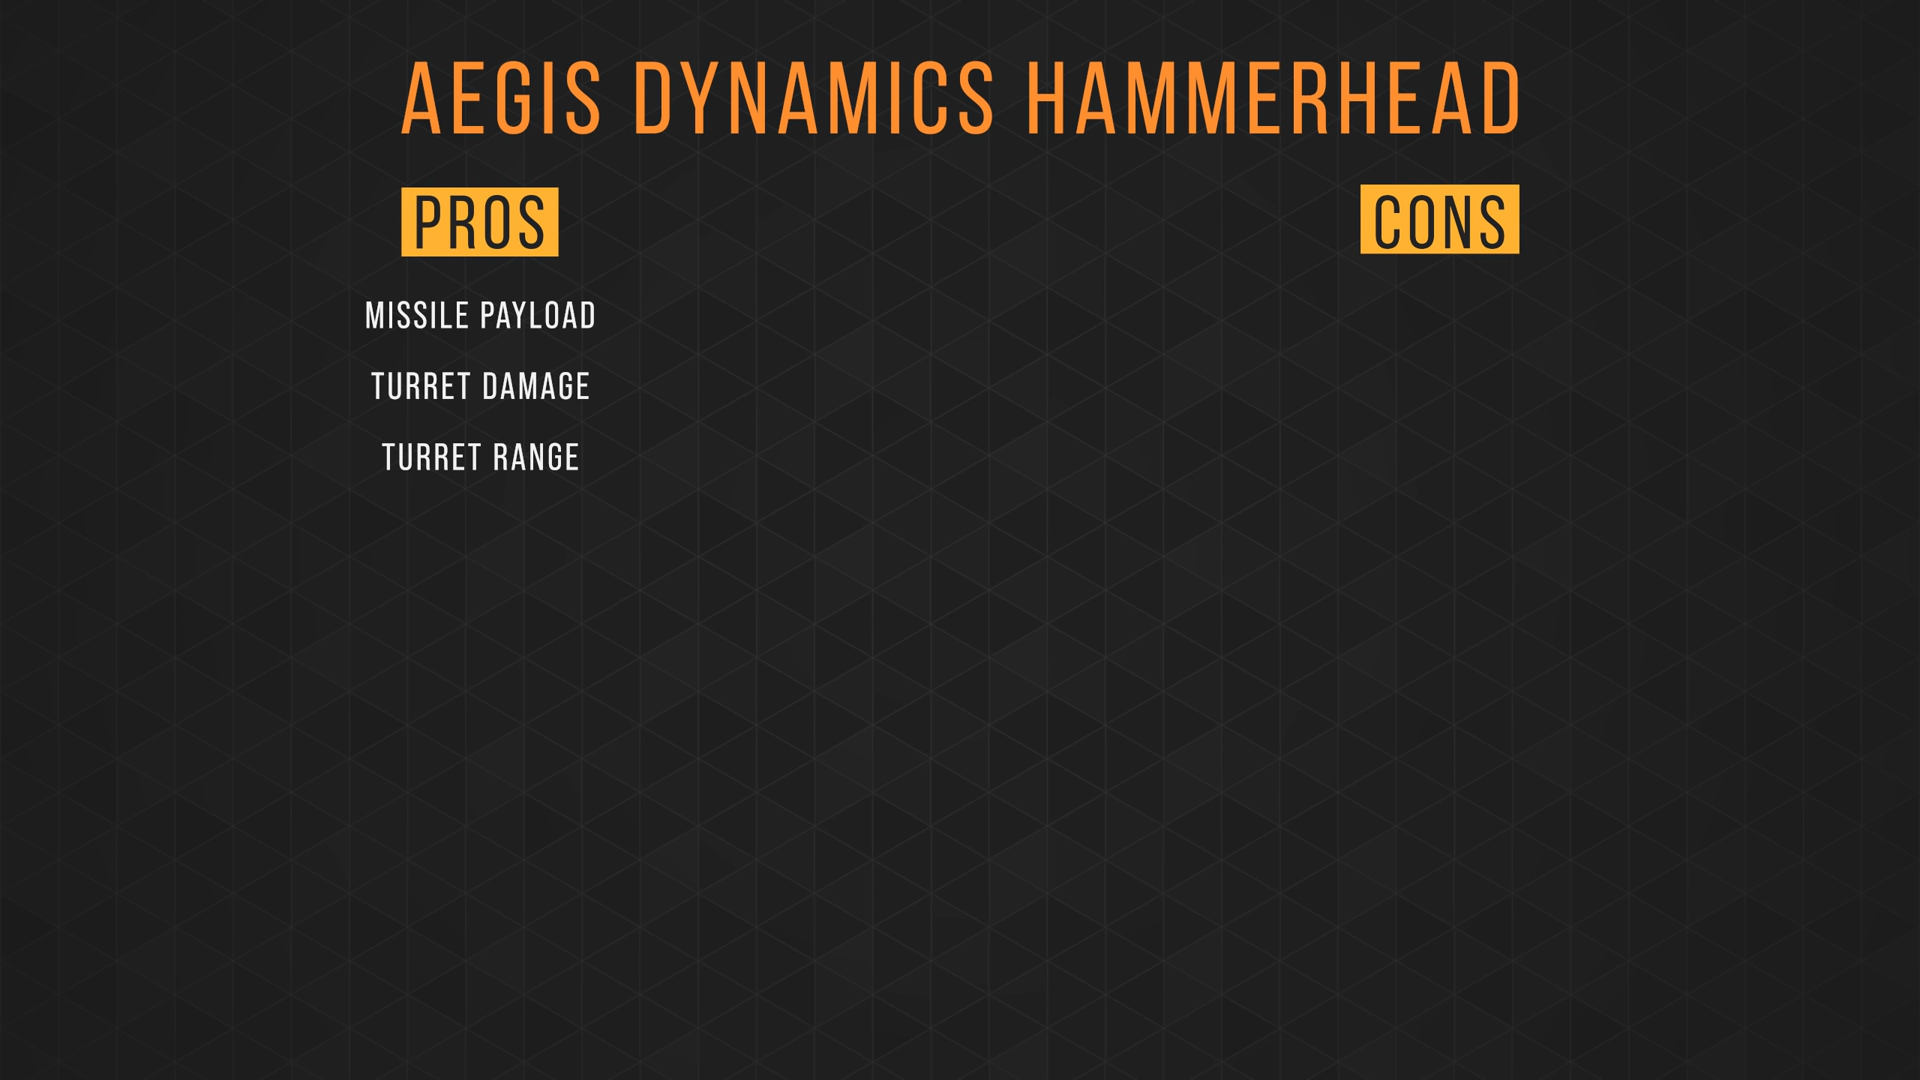 AEGIS DYNAMICS HAMMERHEAD
PROS
CONS
MISSILE PAYLOAD
TURRET DAMAGE
TURRET RANGE